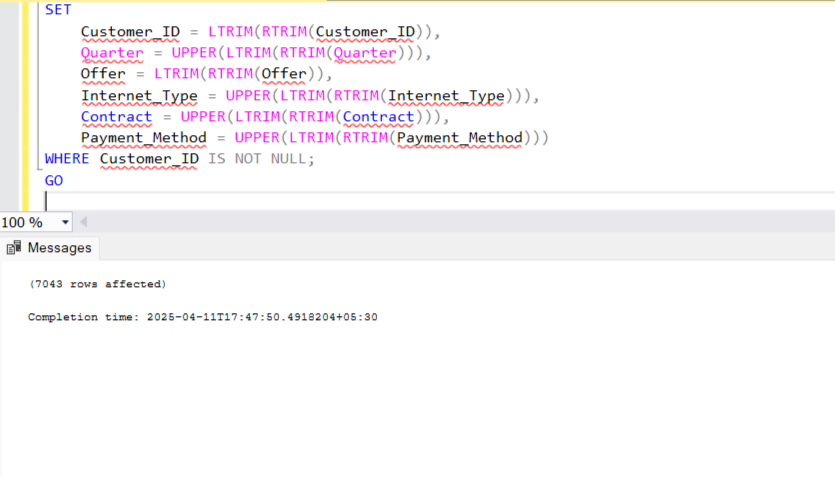 SET
Customer_ID = LTRIM(RTRIM(Customer_ID)),
Quarter = UPPER(LTRIM(RTRIM(Quarter))),
Offer = LTRIM(RTRIM(Offer)),
Internet_Type = UPPER(LTRIM(RTRIM(Internet_Type))),
Contract = UPPER(LTRIM(RTRIM(Contract))),
Payment_Method = UPPER(LTRIM(RTRIM(Payment_Method)))
WHERE Customer_ID IS NOT NULL;
GO
100 %
Messages
(7043 rows affected)
Completion time: 2025-04-11T17:47:50.4918204+05:30